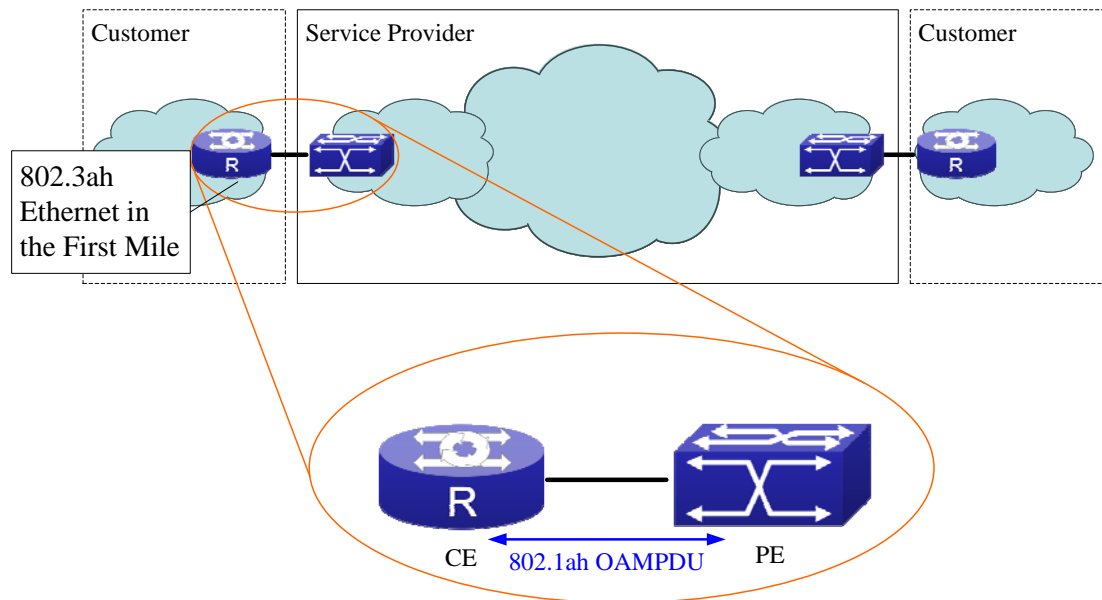 Customer
Service Provider
Customer
R
R
802.3ah
Ethernet in
the First Mile
R
CE
802.1ah OAMPDU
PE